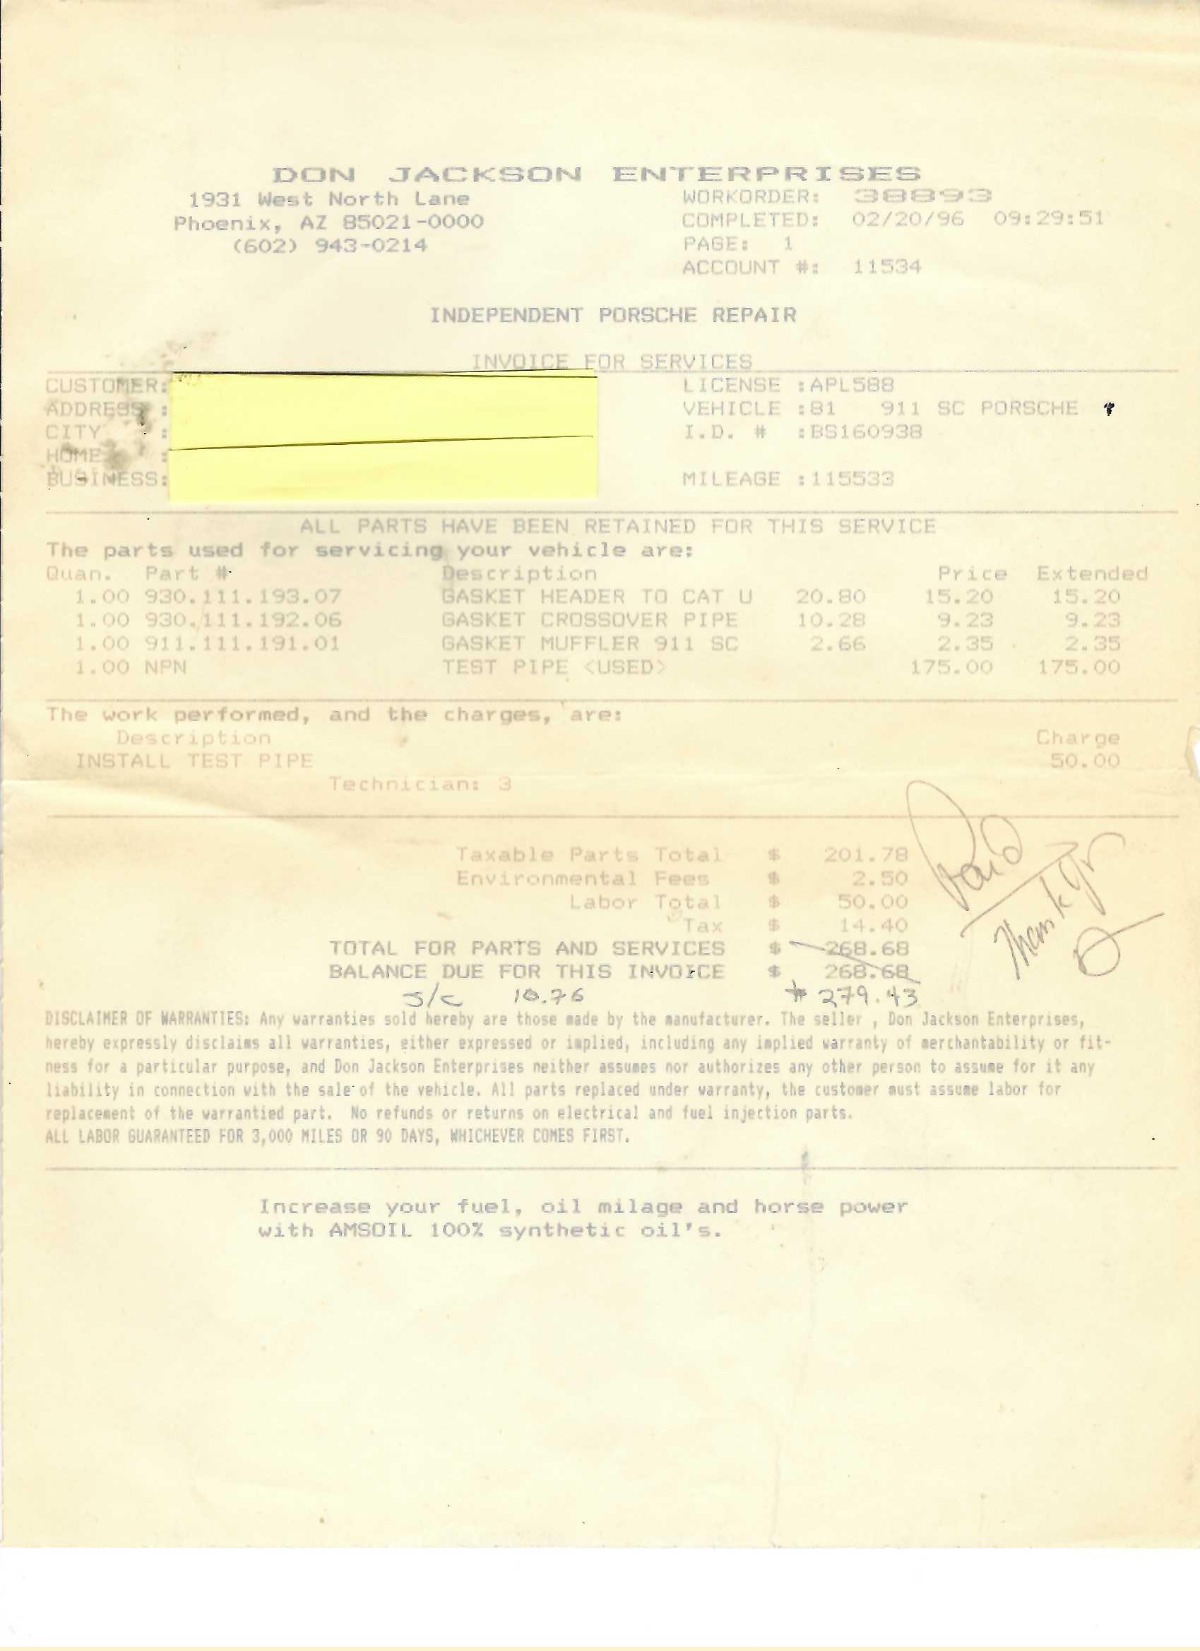 DON JACKSON ENTERPRISES
1931 West North Lane
Phoenix, AZ 85021-0000
(602) 943-0214
WORKORDER: 38893
COMPLETED: 02/20/96 09:29:51
PAGE: 1
ACCOUNT #: 11534
INDEPENDENT PORSCHE REPAIR
INVOICE FOR SERVICES
CUSTOMER:
ADDRESS :
CITY :
HOME :
BUSINESS:
LICENSE :APL588
VEHICLE :81 911 SC PORSCHE
I.D. # :BS160938
MILEAGE :115533
ALL PARTS HAVE BEEN RETAINED FOR THIS SERVICE
The parts used for servicing your vehicle are:
Quan. Part # Description Price Extended
1.00 930.111.193.07 GASKET HEADER TO CAT U 20.80 15.20 15.20
1.00 930.111.192.06 GASKET CROSSOVER PIPE 10.28 9.23 9.23
1.00 911.111.191.01 GASKET MUFFLER 911 SC 2.66 2.35 2.35
1.00 NPN TEST PIPE <USED> 175.00 175.00
The work performed, and the charges, are:
Description Charge
INSTALL TEST PIPE 50.00
Technician: 3
Taxable Parts Total $ 201.78
Environmental Fees $ 2.50
Labor Total $ 50.00
Tax $ 14.40
TOTAL FOR PARTS AND SERVICES $ 268.68
BALANCE DUE FOR THIS INVOICE $ 268.68
S/C 10.76 $ 279.43
Paid
Thank you
DISCLAIMER OF WARRANTIES: Any warranties sold hereby are those made by the manufacturer. The seller , Don Jackson Enterprises,
hereby expressly disclaims all warranties, either expressed or implied, including any implied warranty of merchantability or fit-
ness for a particular purpose, and Don Jackson Enterprises neither assumes nor authorizes any other person to assume for it any
liability in connection with the sale of the vehicle. All parts replaced under warranty, the customer must assume labor for
replacement of the warrantied part. No refunds or returns on electrical and fuel injection parts.
ALL LABOR GUARANTEED FOR 3,000 MILES OR 90 DAYS, WHICHEVER COMES FIRST.
Increase your fuel, oil milage and horse power
with AMSOIL 100% synthetic oil's.